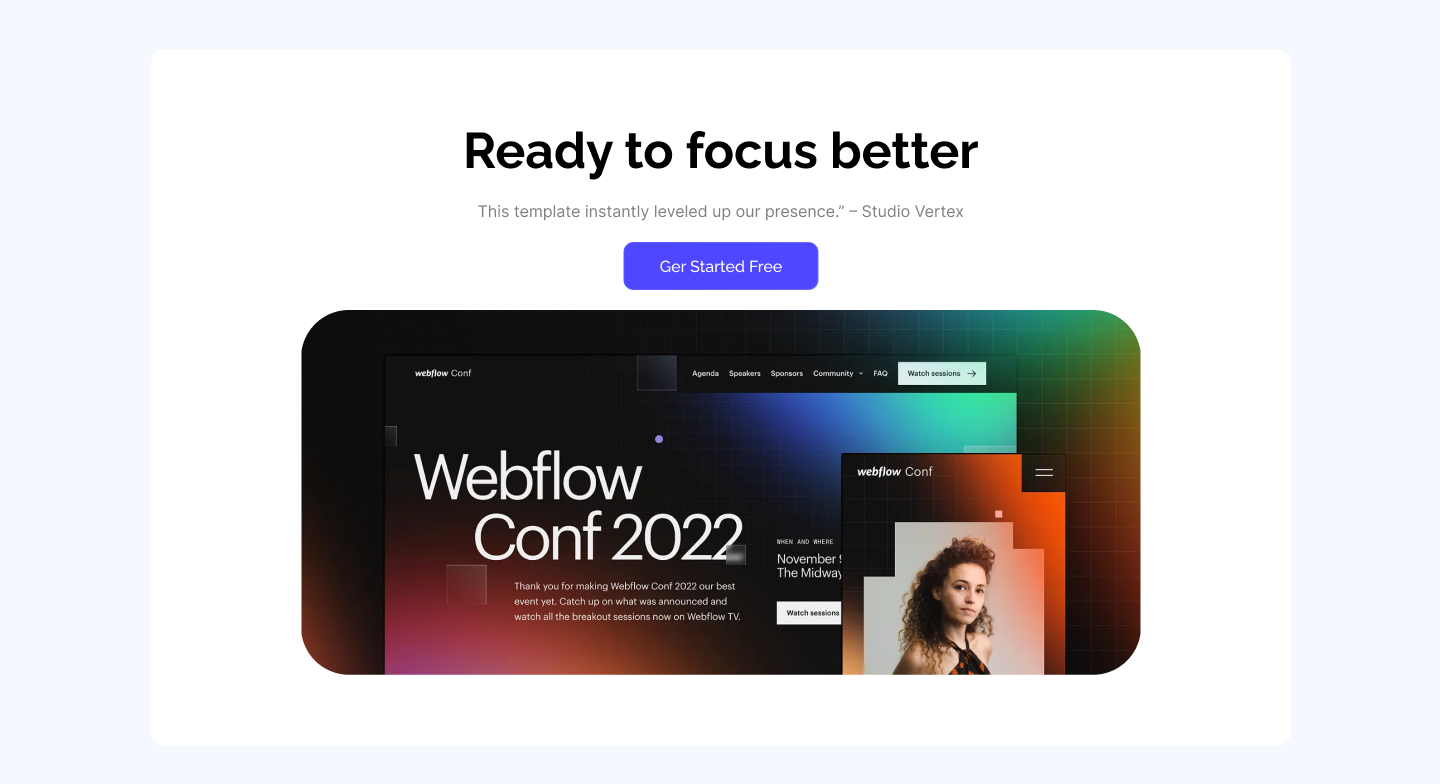 Ready to focus better
This template instantly leveled up our presence.” – Studio Vertex
Ger Started Free
webflow Conf
Agenda Speakers Sponsors Community FAQ Watch sessions
Webflow
Conf 2022
Thank you for making Webflow Conf 2022 our best
event yet. Catch up on what was announced and
watch all the breakout sessions now on Webflow TV.
WHEN AND WHERE
November 9
The Midway
Watch sessions
webflow Conf